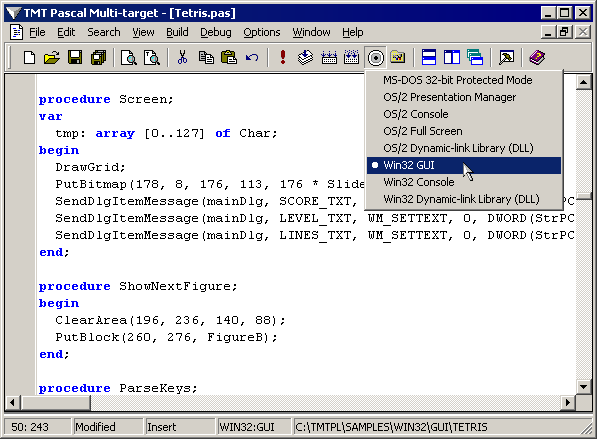 TMT Pascal Multi-target - [Tetris.pas]
File Edit Search View Build Debug Options Window Help
MS-DOS 32-bit Protected Mode
OS/2 Presentation Manager
OS/2 Console
OS/2 Full Screen
OS/2 Dynamic-link Library (DLL)
Win32 GUI
Win32 Console
Win32 Dynamic-link Library (DLL)
procedure Screen;
var
tmp: array [0..127] of Char;
begin
DrawGrid;
PutBitmap(178, 8, 176, 113, 176 * Slide
SendDlgItemMessage(mainDlg, SCORE_TXT,
SendDlgItemMessage(mainDlg, LEVEL_TXT, WM_SETTEXT, 0, DWORD(StrPC
SendDlgItemMessage(mainDlg, LINES_TXT, WM_SETTEXT, 0, DWORD(StrPC
end;
procedure ShowNextFigure;
begin
ClearArea(196, 236, 140, 88);
PutBlock(260, 276, FigureB);
end;
procedure ParseKeys;
50: 243 Modified Insert WIN32:GUI C:\TMTPL\SAMPLES\WIN32\GUI\TETRIS